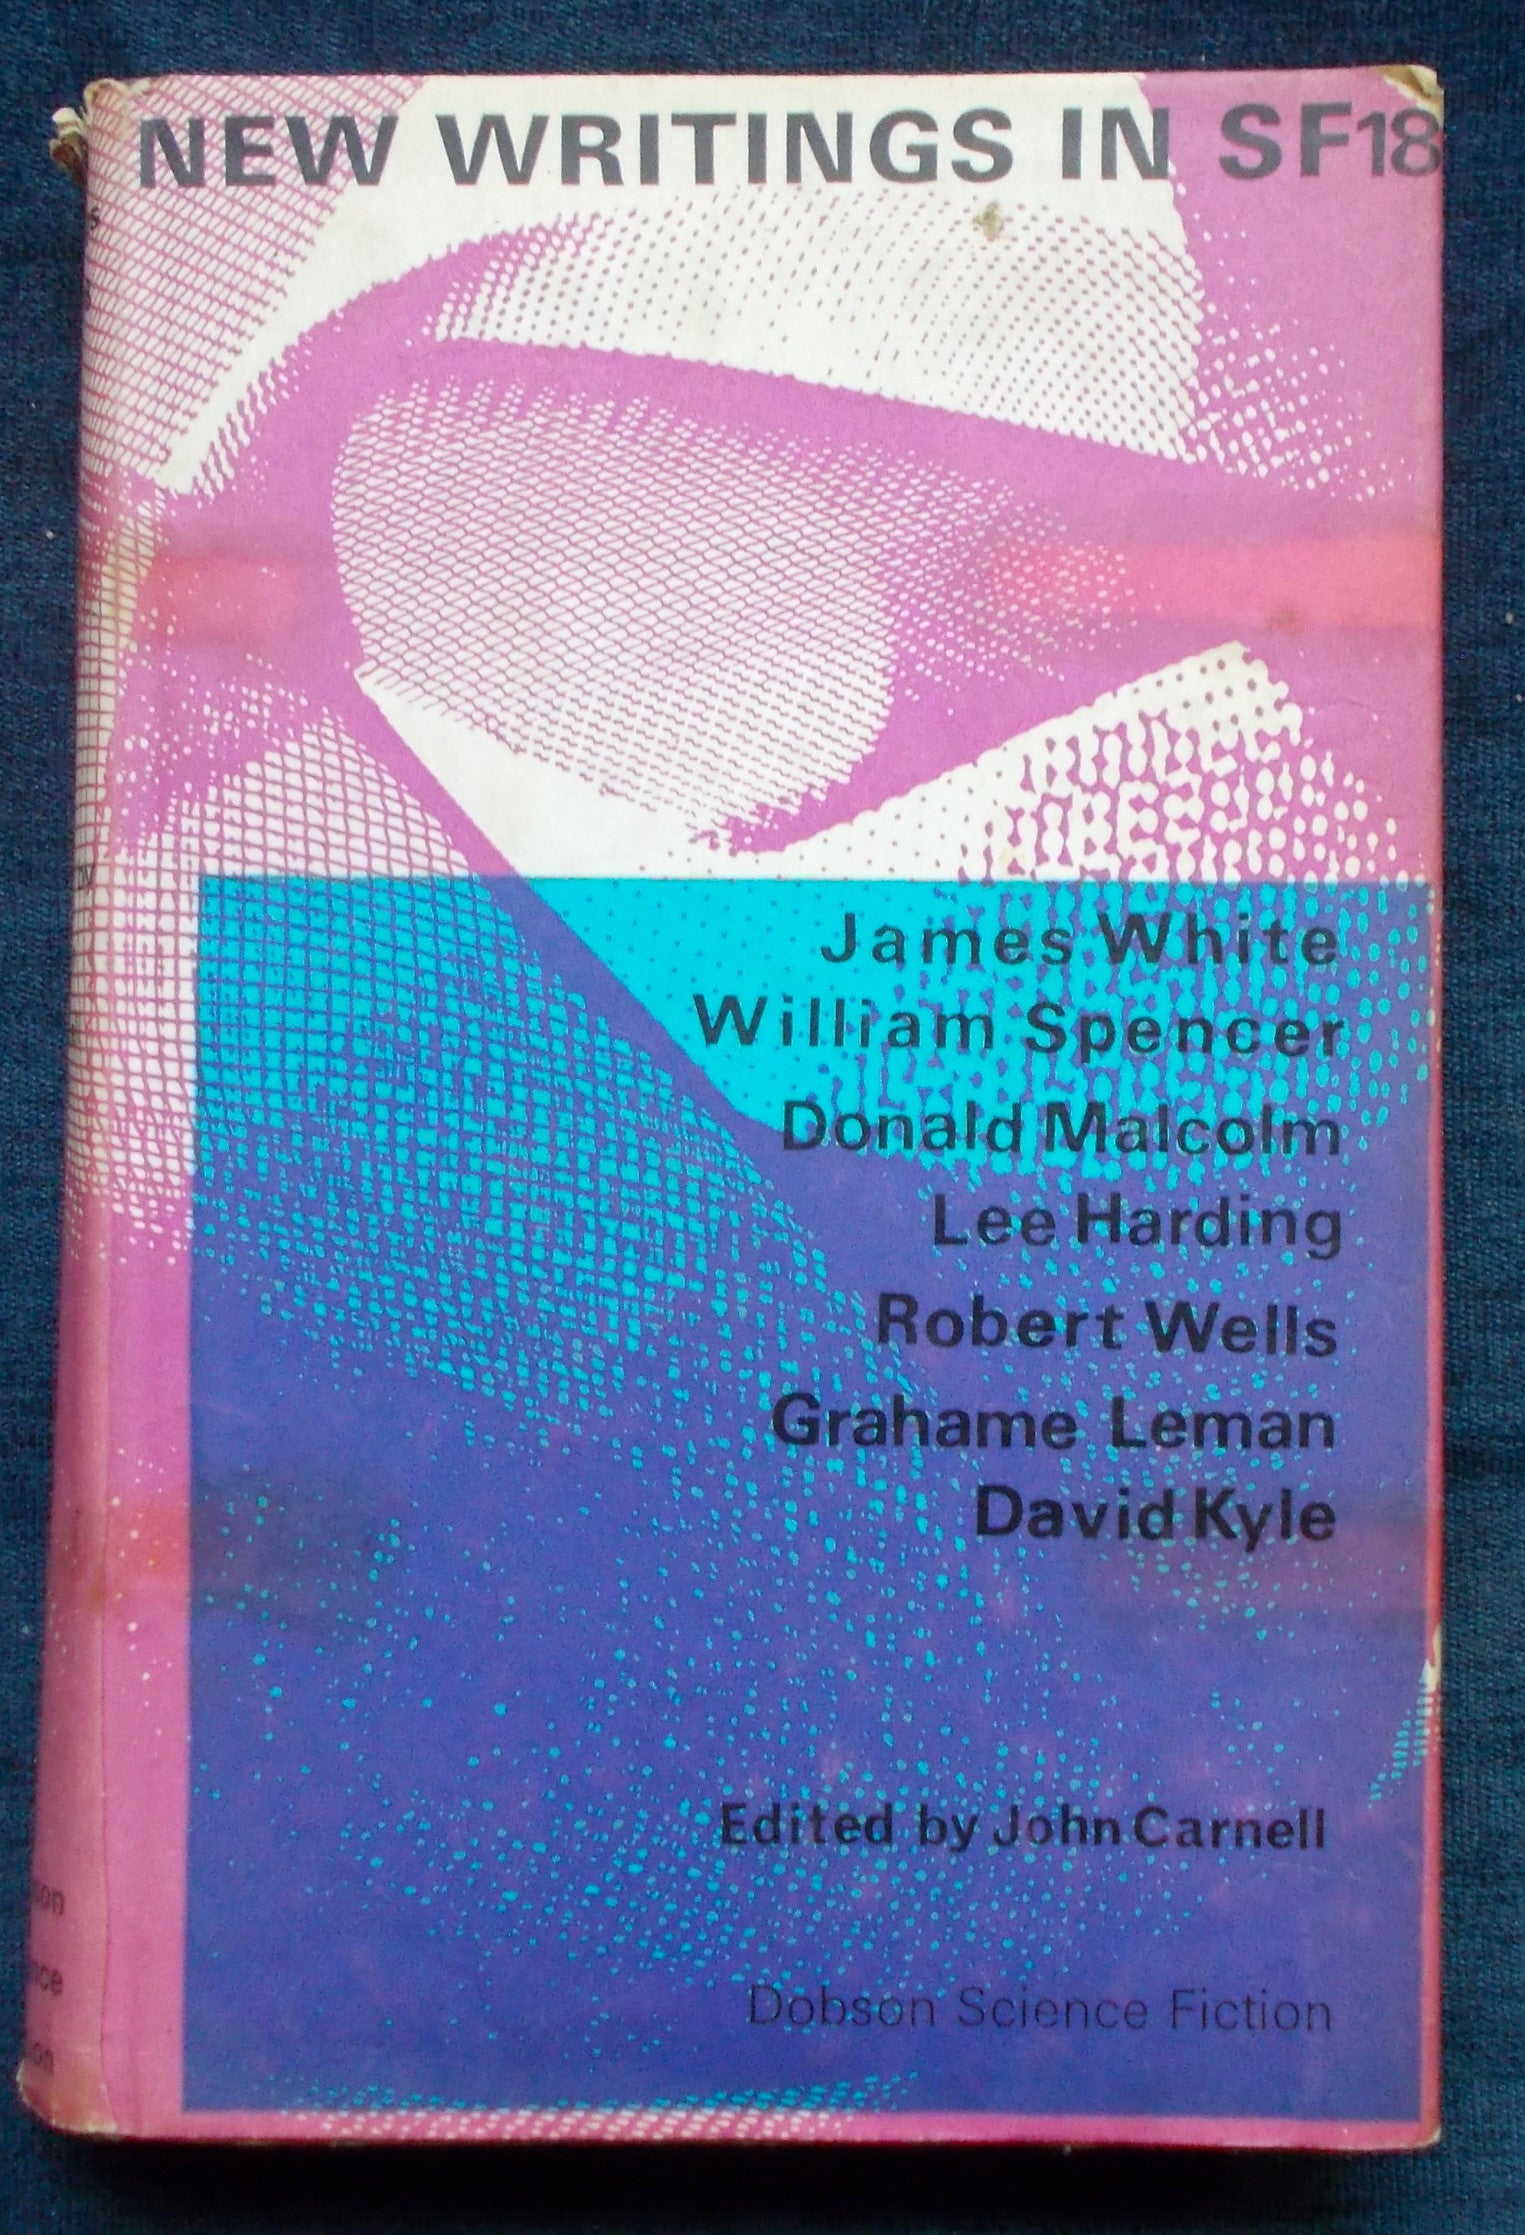 NEW WRITINGS IN SF18
James White
William Spencer
Donald Malcolm
Lee Harding
Robert Wells
Grahame Leman
David Kyle
Edited by John Carnell
Dobson Science Fiction